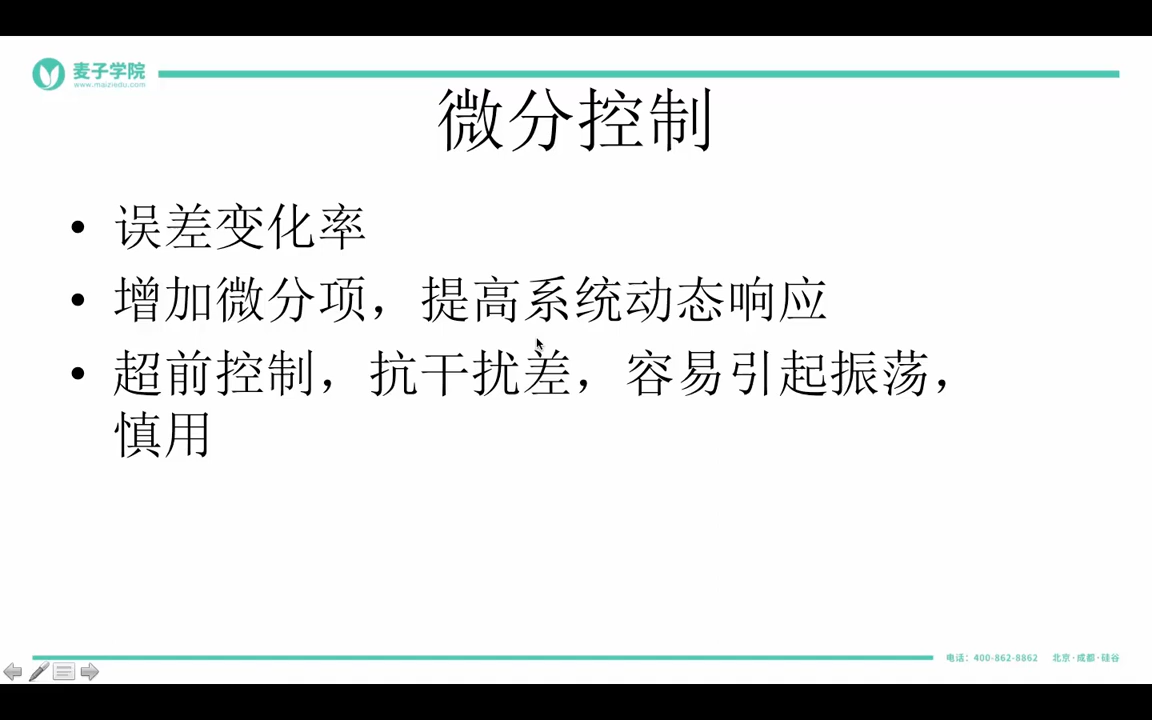 麦子学院
www.maiziedu.com
微分控制
• 误差变化率
• 增加微分项，提高系统动态响应
• 超前控制，抗干扰差，容易引起振荡，
慎用
电话：400-862-8862 北京·成都·硅谷